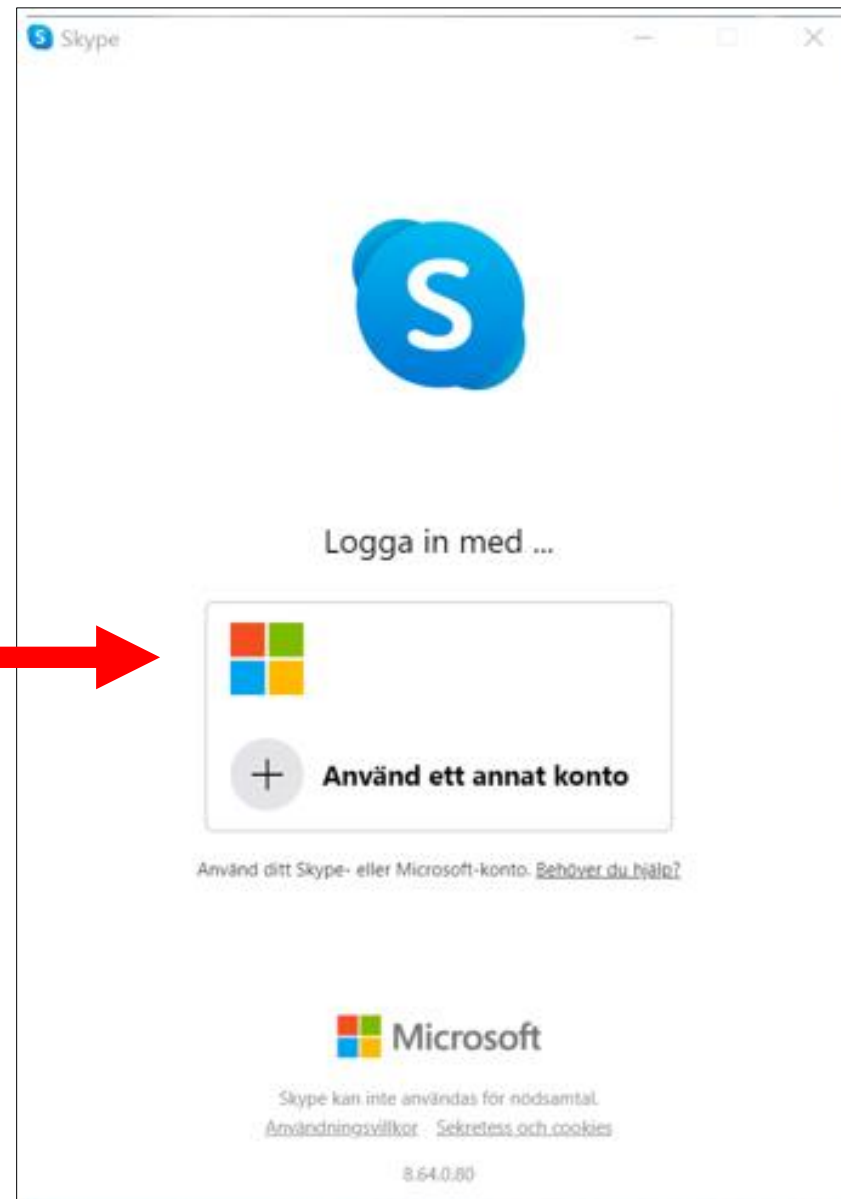 Skype
Logga in med ...
Använd ett annat konto
Använd ditt Skype- eller Microsoft-konto. Behöver du hjälp?
Microsoft
Skype kan inte användas för nödsamtal.
Användningsvillkor Sekretess och cookies
8.64.0.80